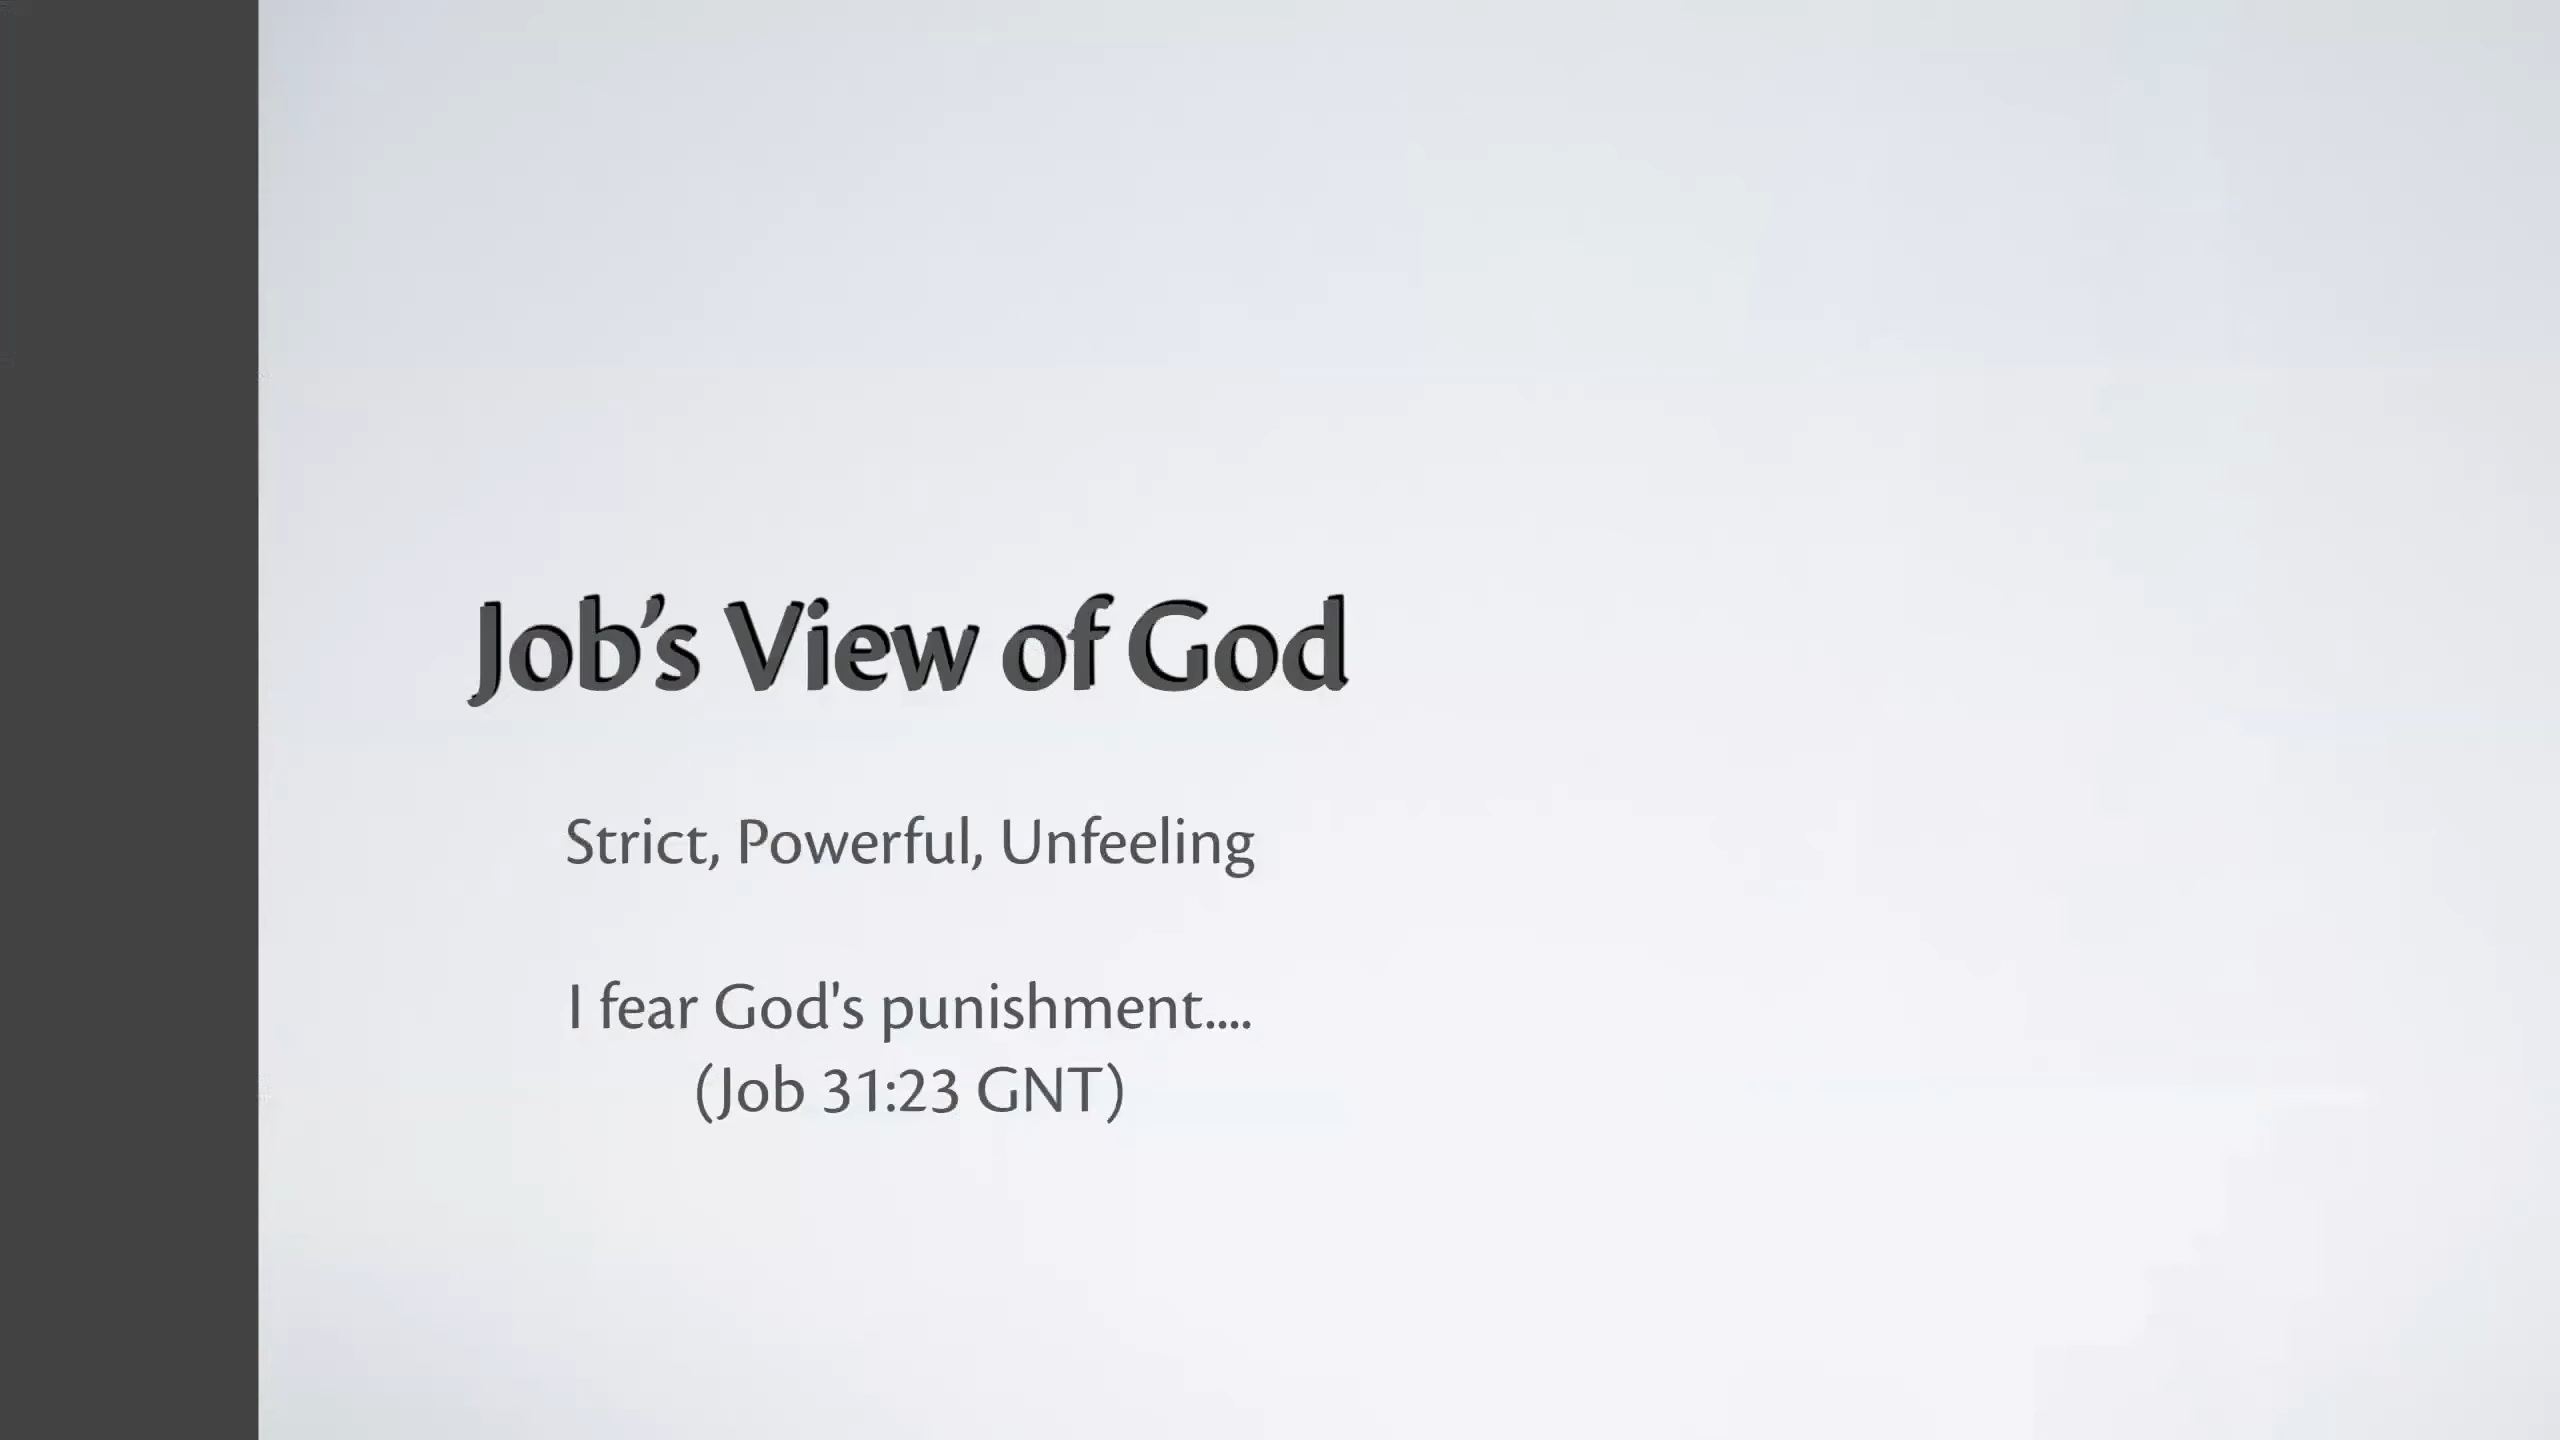 Job’s View of God
Strict, Powerful, Unfeeling
I fear God's punishment....
(Job 31:23 GNT)